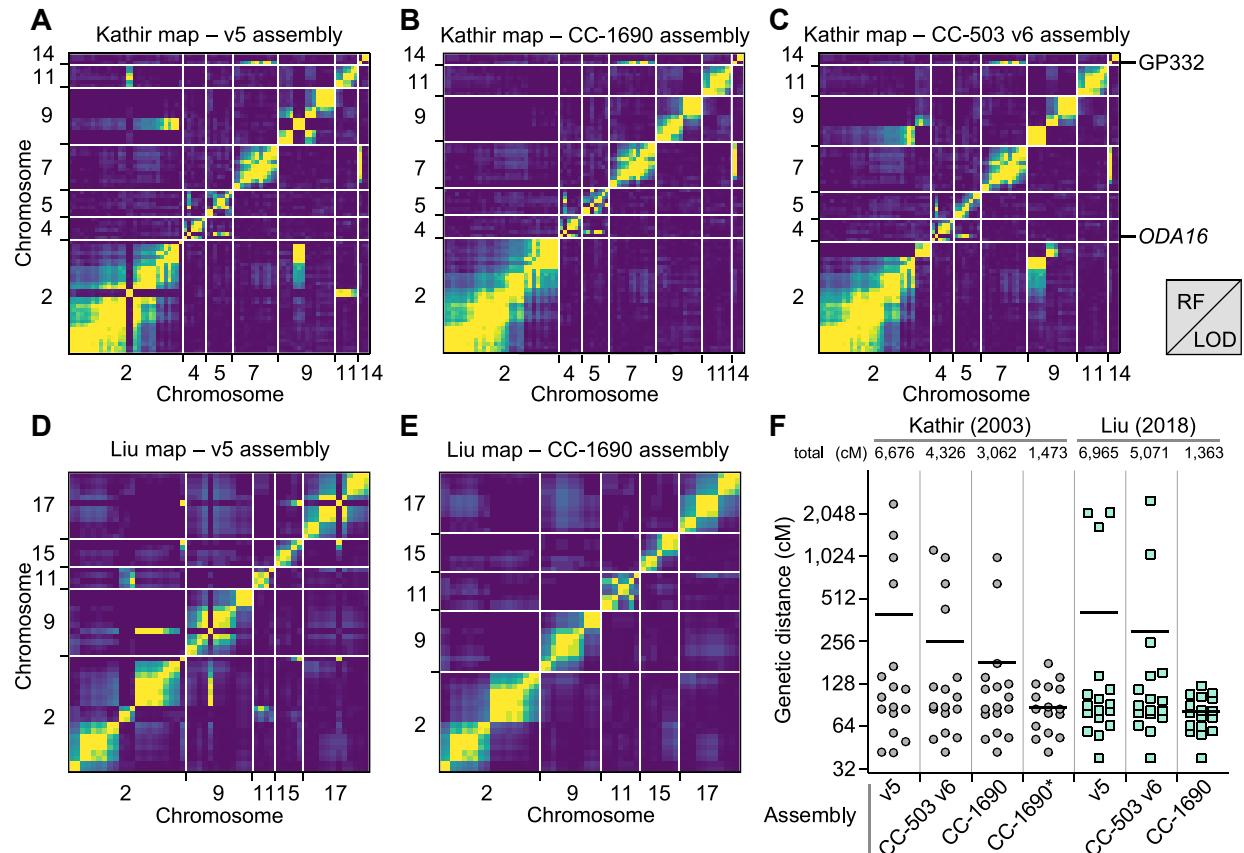 A
Kathir map – v5 assembly
14
11
9
7
5
4
2
Chromosome
2 4 5 7 9 11 14
Chromosome
B
Kathir map – CC-1690 assembly
14
11
9
7
5
4
2
2 4 5 7 9 11 14
Chromosome
C
Kathir map – CC-503 v6 assembly
14
11
9
7
5
4
2
2 4 5 7 9 11 14
Chromosome
GP332
ODA16
RF
LOD
D
Liu map – v5 assembly
17
15
11
9
2
Chromosome
2 9 11 15 17
Chromosome
E
Liu map – CC-1690 assembly
17
15
11
9
2
2 9 11 15 17
Chromosome
F
Kathir (2003) Liu (2018)
total (cM) 6,676 4,326 3,062 1,473 6,965 5,071 1,363
Genetic distance (cM)
2,048
1,024
512
256
128
64
32
Assembly
v5 CC-503 v6 CC-1690 CC-1690* v5 CC-503 v6 CC-1690